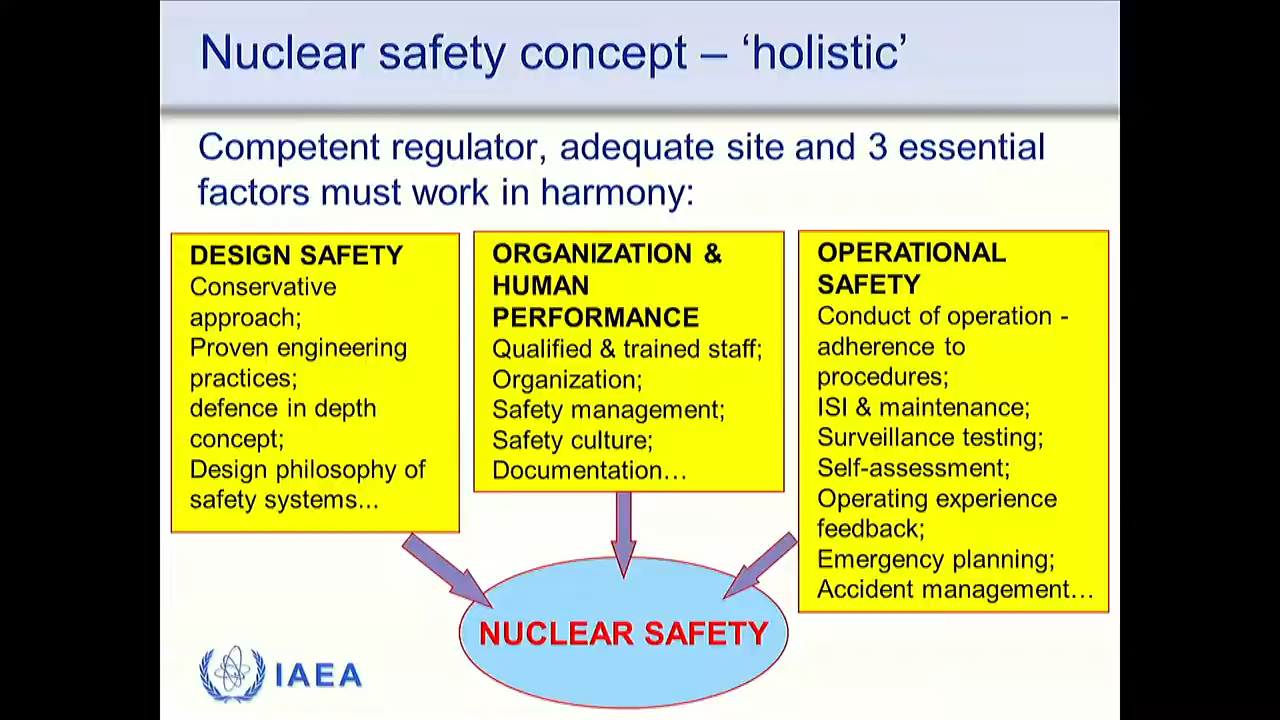 Nuclear safety concept – ‘holistic’
Competent regulator, adequate site and 3 essential
factors must work in harmony:
DESIGN SAFETY
Conservative
approach;
Proven engineering
practices;
defence in depth
concept;
Design philosophy of
safety systems...
ORGANIZATION &
HUMAN
PERFORMANCE
Qualified & trained staff;
Organization;
Safety management;
Safety culture;
Documentation…
OPERATIONAL
SAFETY
Conduct of operation -
adherence to
procedures;
ISI & maintenance;
Surveillance testing;
Self-assessment;
Operating experience
feedback;
Emergency planning;
Accident management…
NUCLEAR SAFETY
IAEA